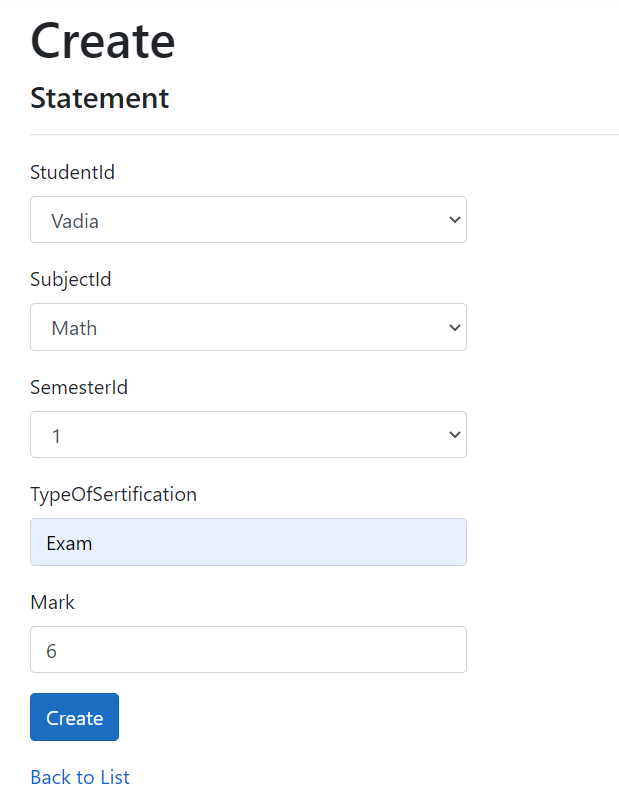 Create
Statement
StudentId
Vadia
SubjectId
Math
SemesterId
1
TypeOfSertification
Exam
Mark
6
Create
Back to List